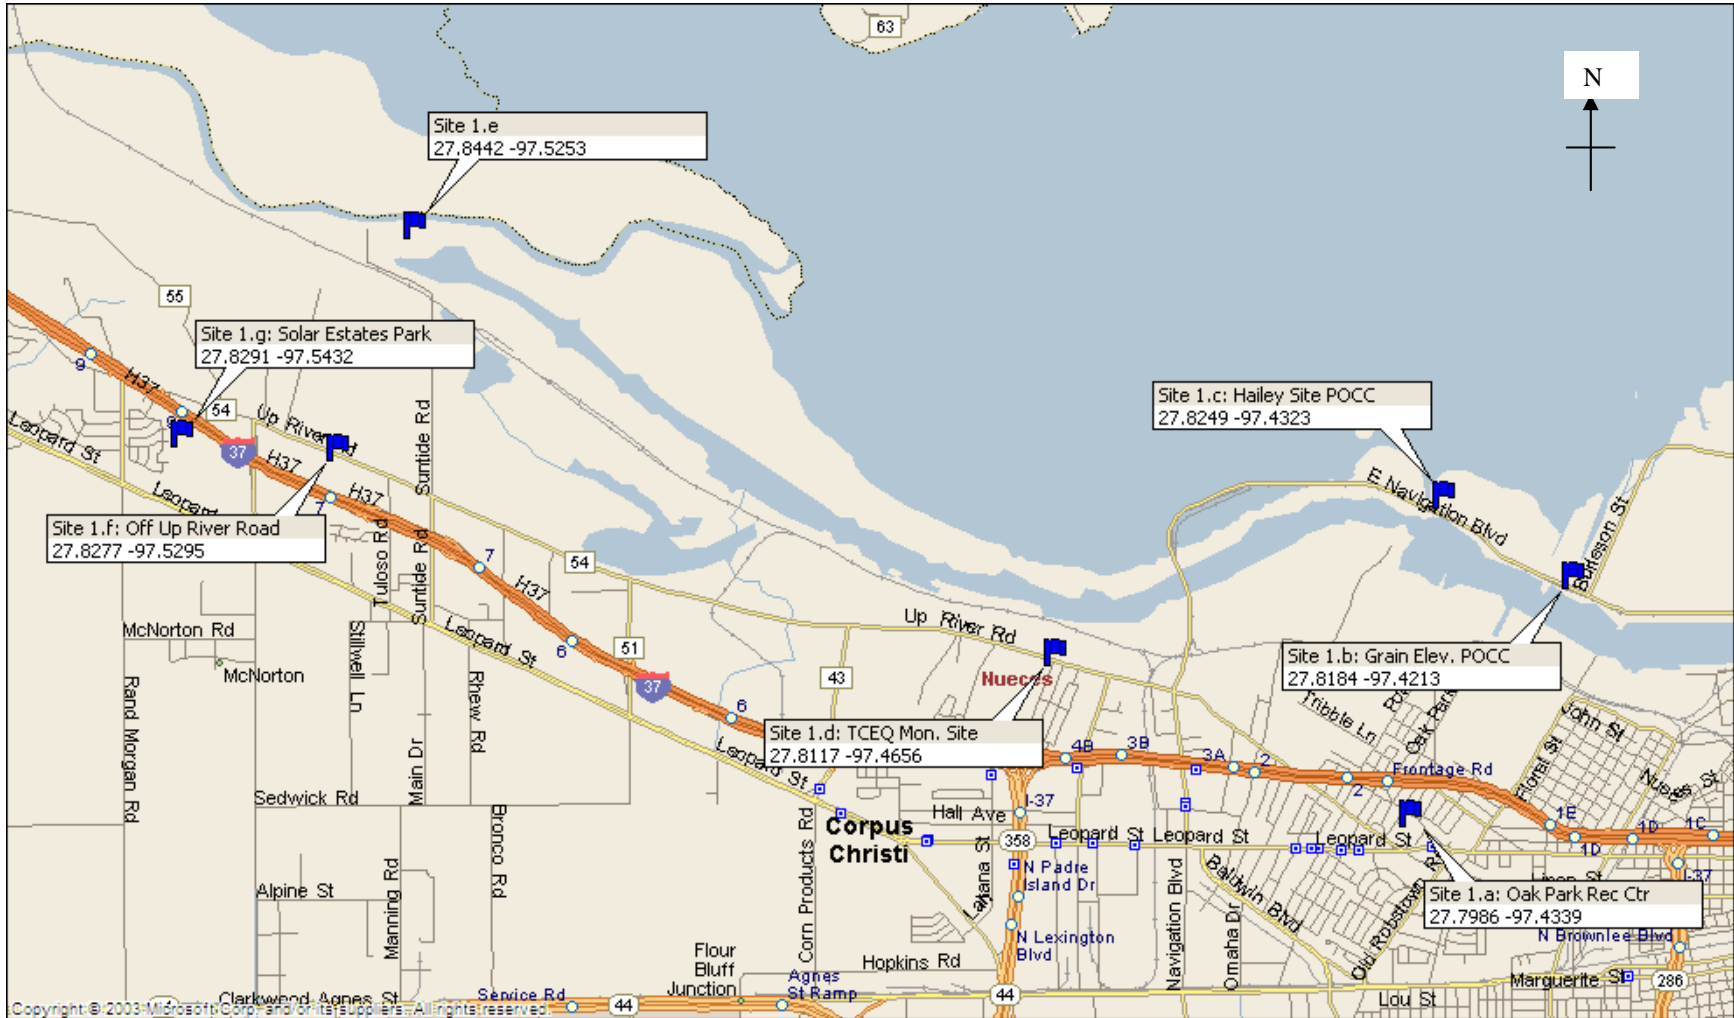 63
N
Site 1.e
27.8442 -97.5253
55
Site 1.g: Solar Estates Park
27.8291 -97.5432
9
H37
54
Up River Rd
Leopard St
37
H37
H37
7
Suntide Rd
Site 1.c: Hailey Site POCC
27.8249 -97.4323
E Navigation Blvd
Leopard
Site 1.f: Off Up River Road
27.8277 -97.5295
Tuloso Rd
Suntide Rd
7
H37
54
Burleson St
McNorton Rd
McNorton
Stillwell Ln
Leopard St
6
51
37
Up River Rd
Nueces
43
Site 1.b: Grain Elev. POCC
27.8184 -97.4213
Rand Morgan Rd
Rhew Rd
Main Dr
6
Leopard St
Site 1.d: TCEQ Mon. Site
27.8117 -97.4656
Tribble Ln
Oak Park
John St
Floral St
Nueces St
4B
3B
3A
2
2
Frontage Rd
Sedwick Rd
Bronco Rd
Corn Products Rd
Corpus
Christi
Hall Ave
I-37
358
Leopard St
Leopard St
Leopard St
1E
1D
1D
1C
N Padre
Island Dr
Lantana St
Baldwin Blvd
Navigation Blvd
Omaha Dr
Old Robstown Rd
I-37
Site 1.a: Oak Park Rec Ctr
27.7986 -97.4339
Alpine St
Manning Rd
N Lexington
Blvd
N Brownlee Blvd
Flour
Bluff
Junction
Hopkins Rd
Agnes
St Ramp
Marguerite St
286
Clarkwood
Agnes St
Service Rd
44
44
Lou St
Copyright © 2003 Microsoft Corp. and/or its suppliers. All rights reserved.